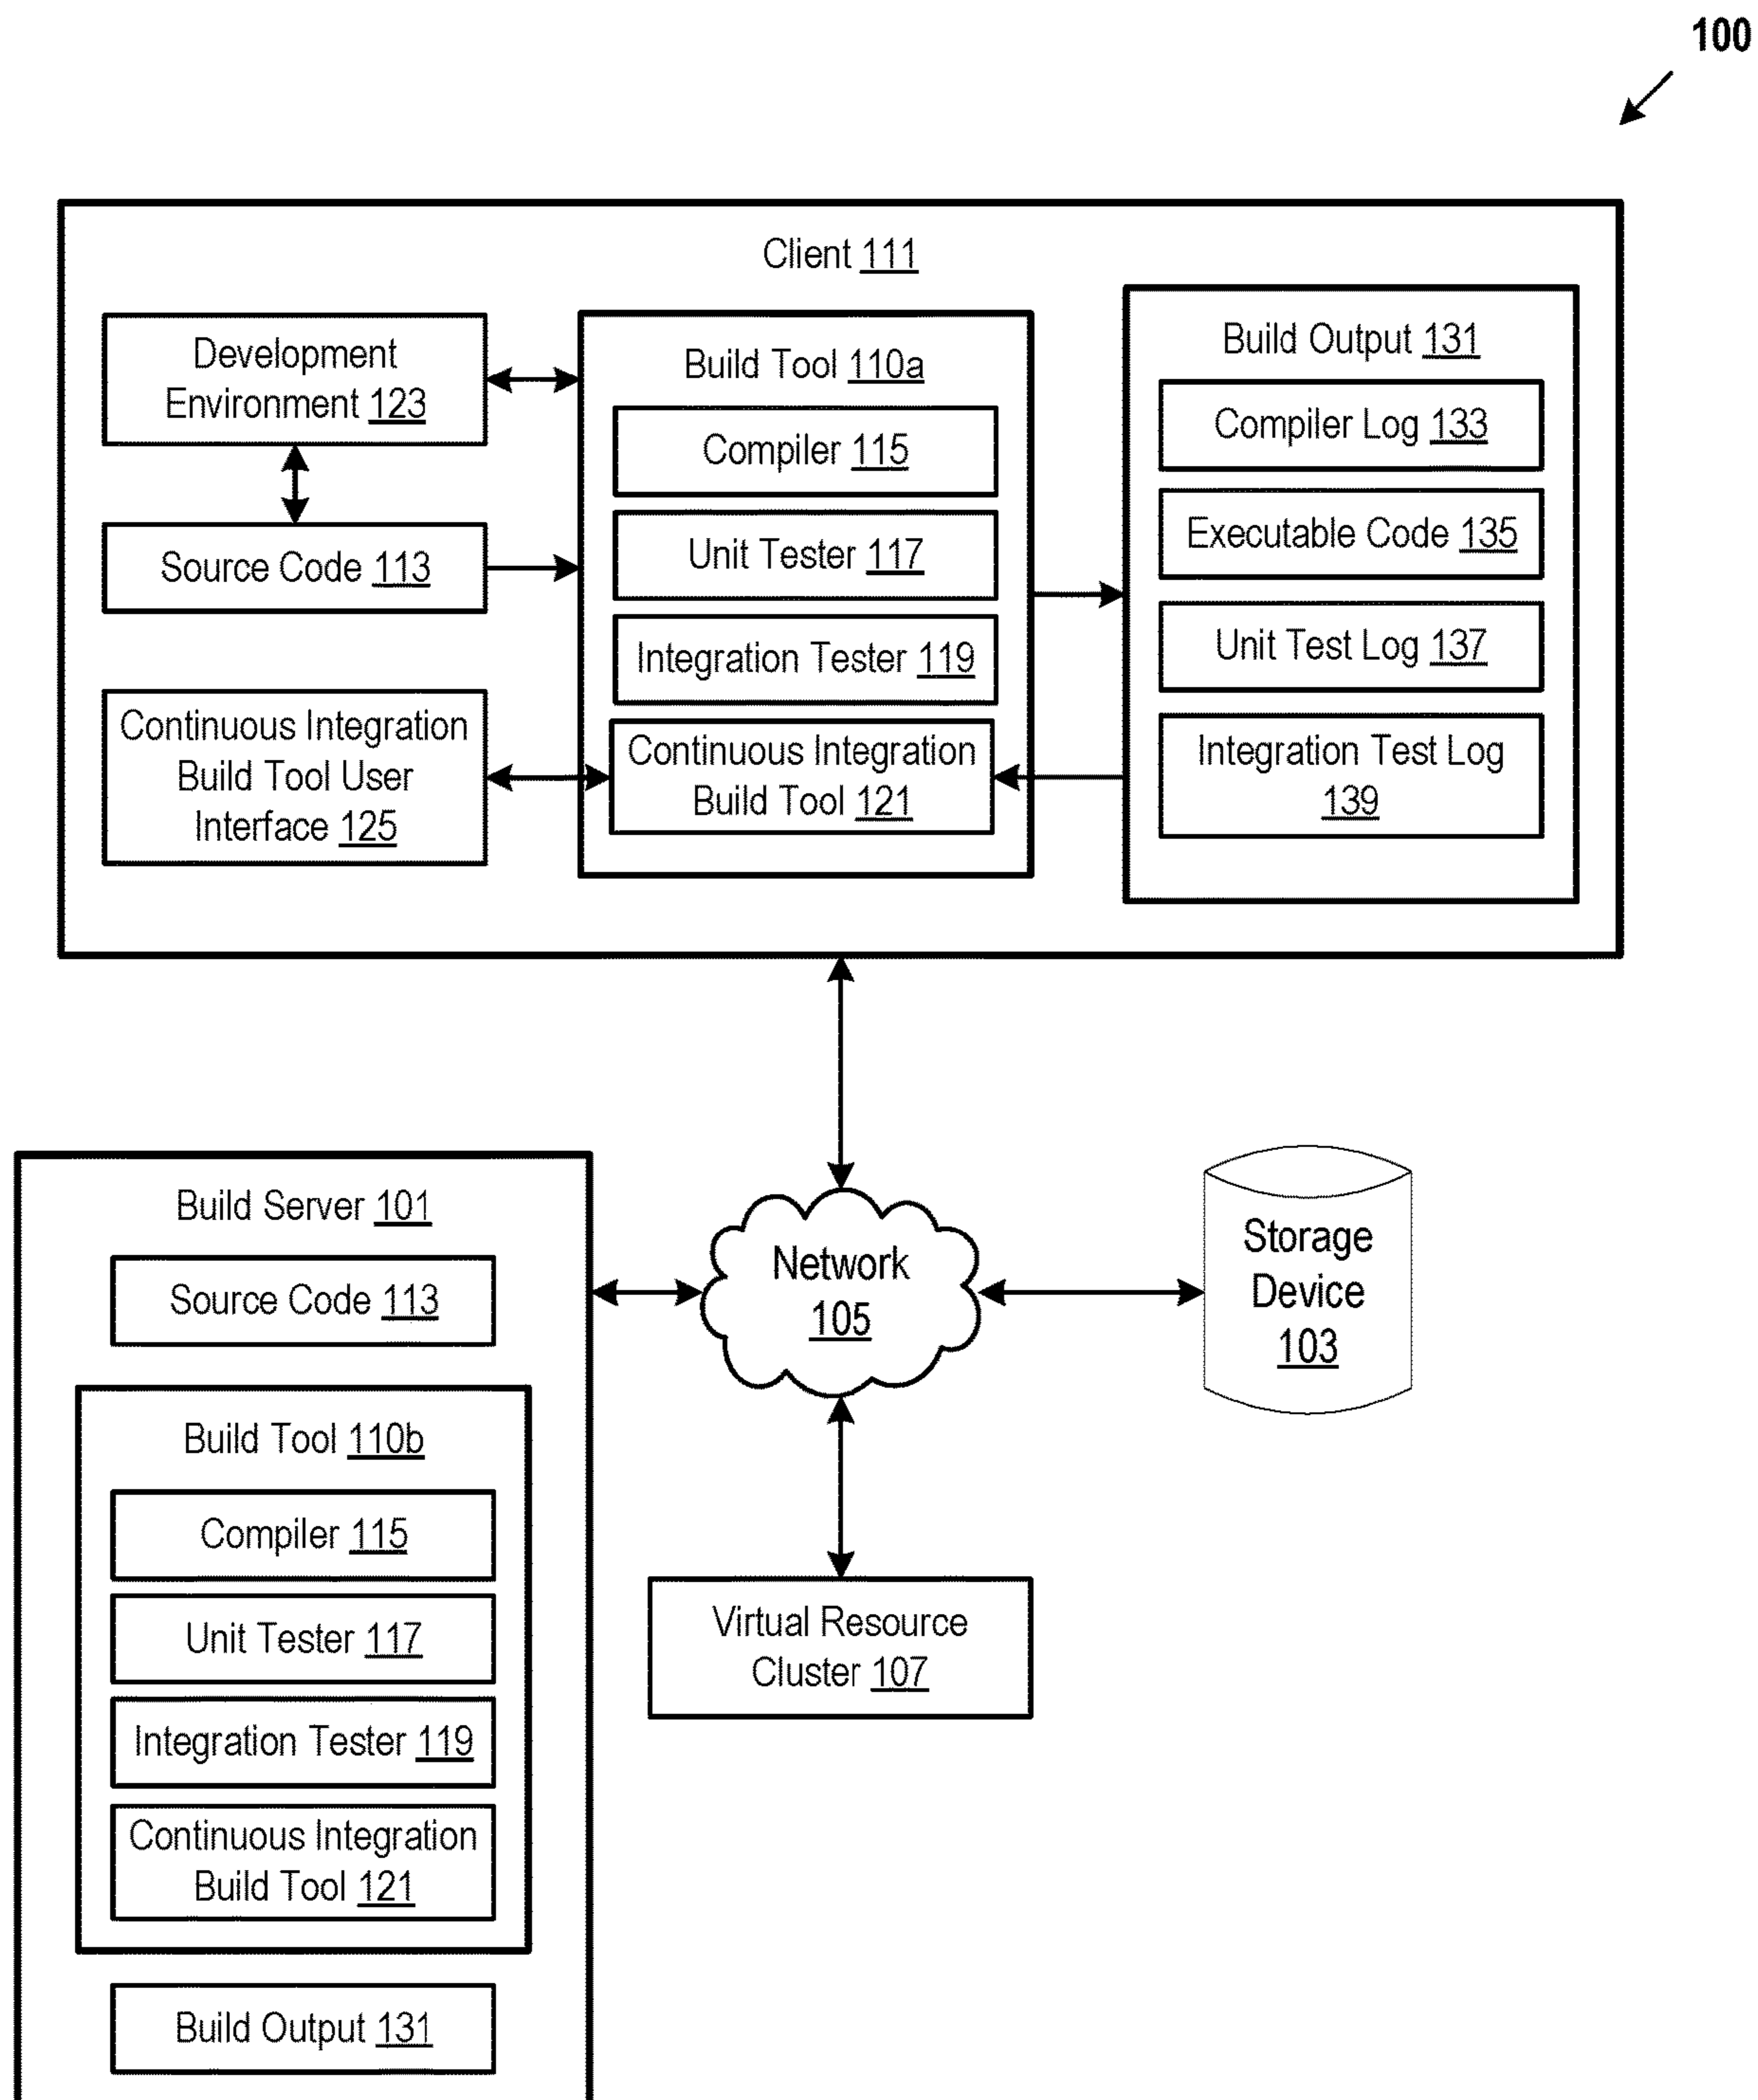 100
Client 111
Development
Environment 123
Source Code 113
Continuous Integration
Build Tool User
Interface 125
Build Tool 110a
Compiler 115
Unit Tester 117
Integration Tester 119
Continuous Integration
Build Tool 121
Build Output 131
Compiler Log 133
Executable Code 135
Unit Test Log 137
Integration Test Log
139
Build Server 101
Source Code 113
Build Tool 110b
Compiler 115
Unit Tester 117
Integration Tester 119
Continuous Integration
Build Tool 121
Build Output 131
Network
105
Storage
Device
103
Virtual Resource
Cluster 107